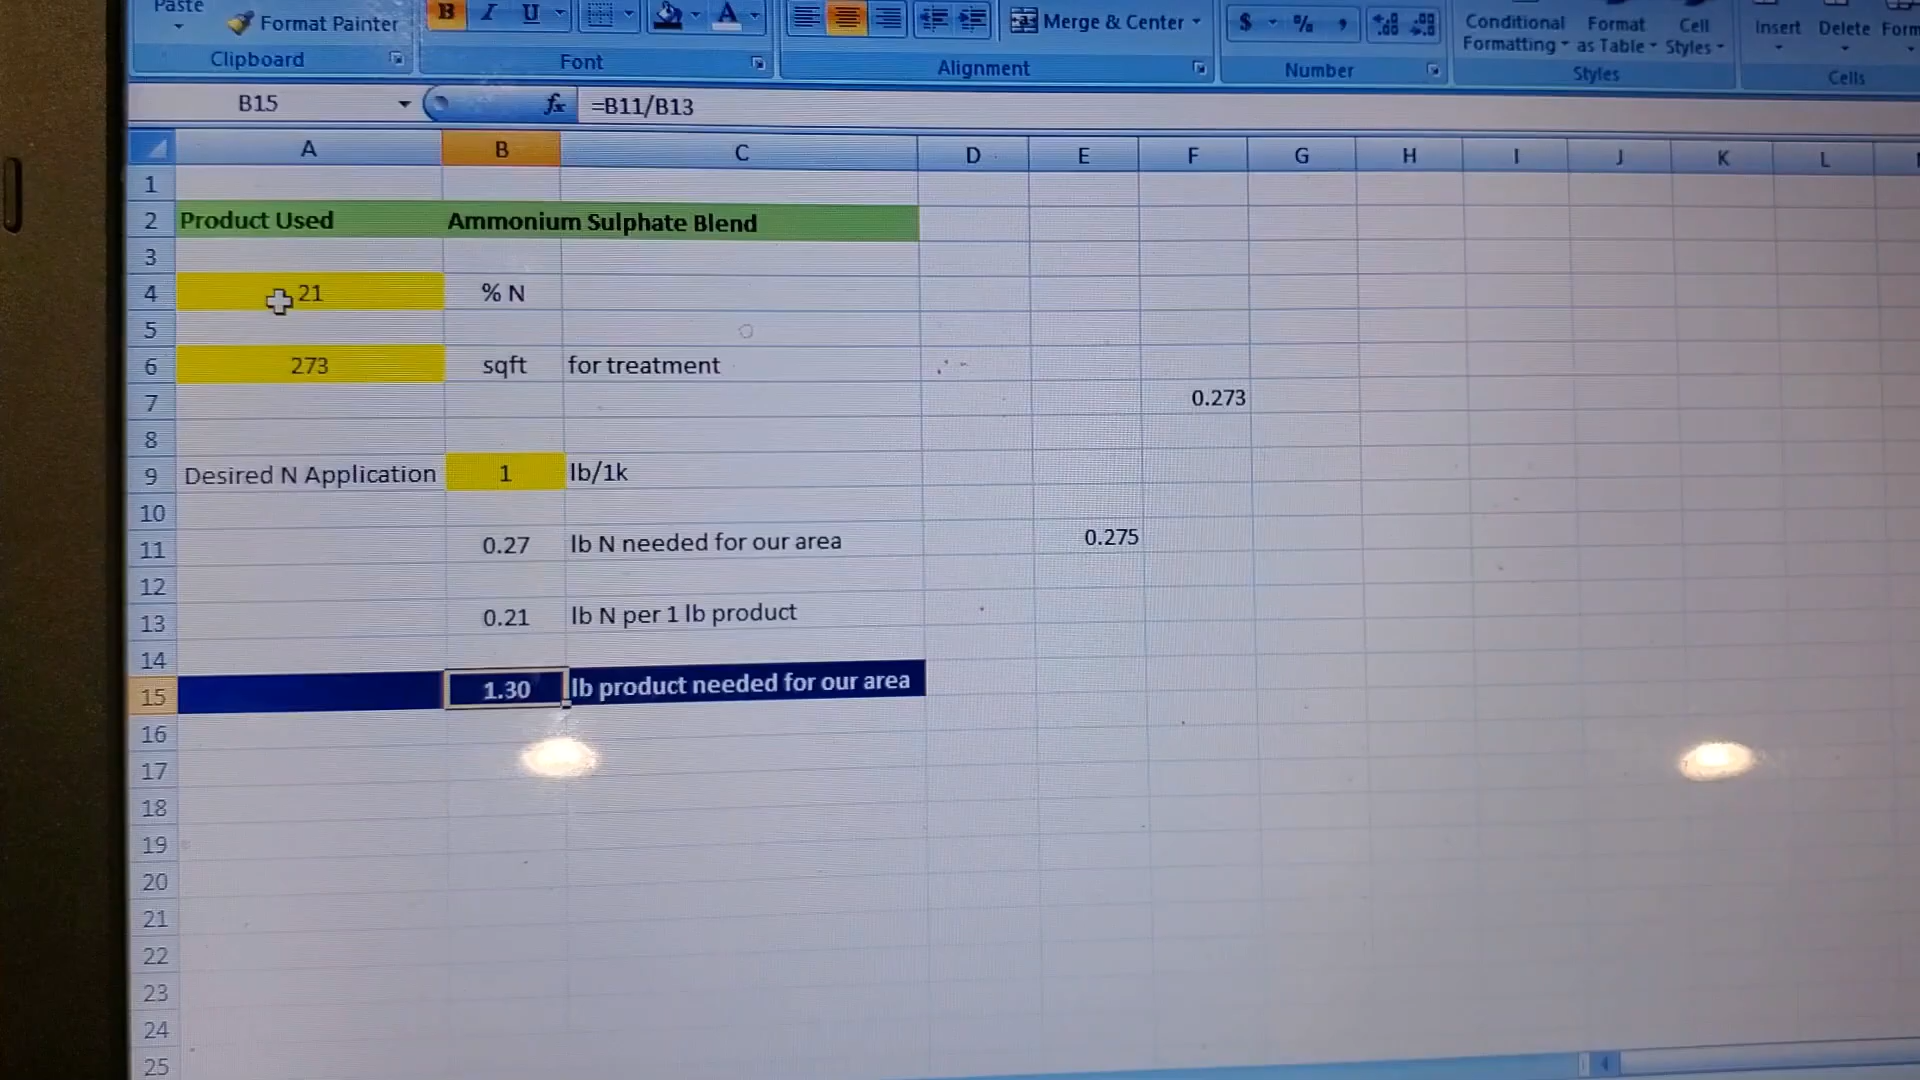 Paste
Format Painter
B I U A
Merge & Center
$ % ,
Conditional Formatting
Format as Table
Cell Styles
Insert
Delete
Clipboard
Font
Alignment
Number
Styles
Cells
B15
fx
=B11/B13
A B C D E F G H I J K L
1
2 Product Used Ammonium Sulphate Blend
3
4 21 % N
5
6 273 sqft for treatment
7 0.273
8
9 Desired N Application 1 lb/1k
10
11 0.27 lb N needed for our area 0.275
12
13 0.21 lb N per 1 lb product
14
15 1.30 lb product needed for our area
16
17
18
19
20
21
22
23
24
25